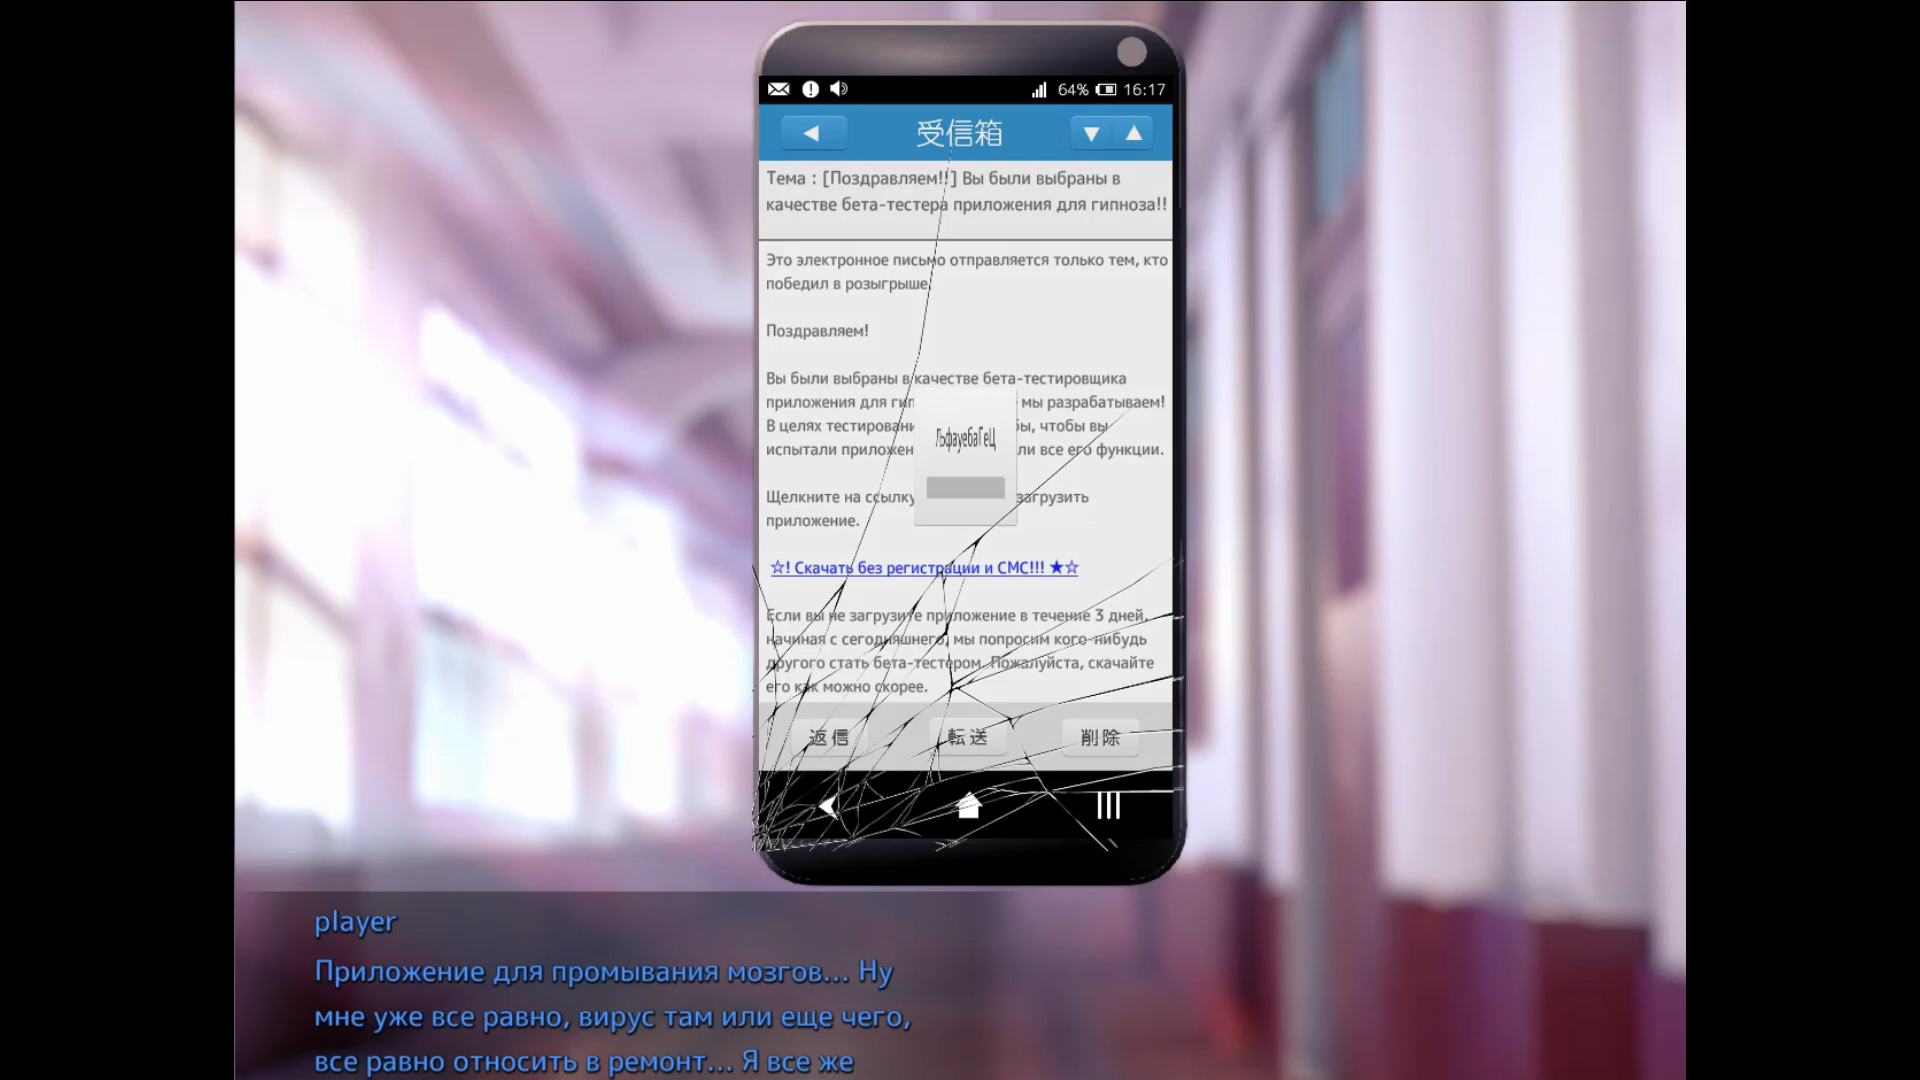 64% 16:17
受信箱
Тема : [Поздравляем!!] Вы были выбраны в
качестве бета-тестера приложения для гипноза!!
Это электронное письмо отправляется только тем, кто
победил в розыгрыше.
Поздравляем!
Вы были выбраны в качестве бета-тестировщика
приложения для мы разрабатываем!
В целях чтобы вы
испытали все его функции.
Щелкните на загрузить
приложение.
☆! Скачать без регистрации и СМС!!! ★☆
Если вы не загрузите приложение в течение 3 дней,
начиная с сегодняшнего, мы попросим кого-нибудь
другого стать бета-тестером. Пожалуйста, скачайте
его как можно скорее.
返信 転送 削除
player
Приложение для промывания мозгов... Ну
мне уже все равно, вирус там или еще чего,
все равно относить в ремонт... Я все же